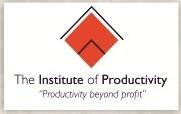 The Institute of Productivity
"Productivity beyond profit"